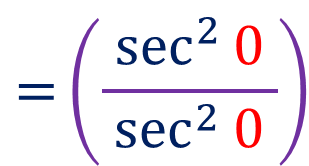 = ( sec² 0
sec² 0 )